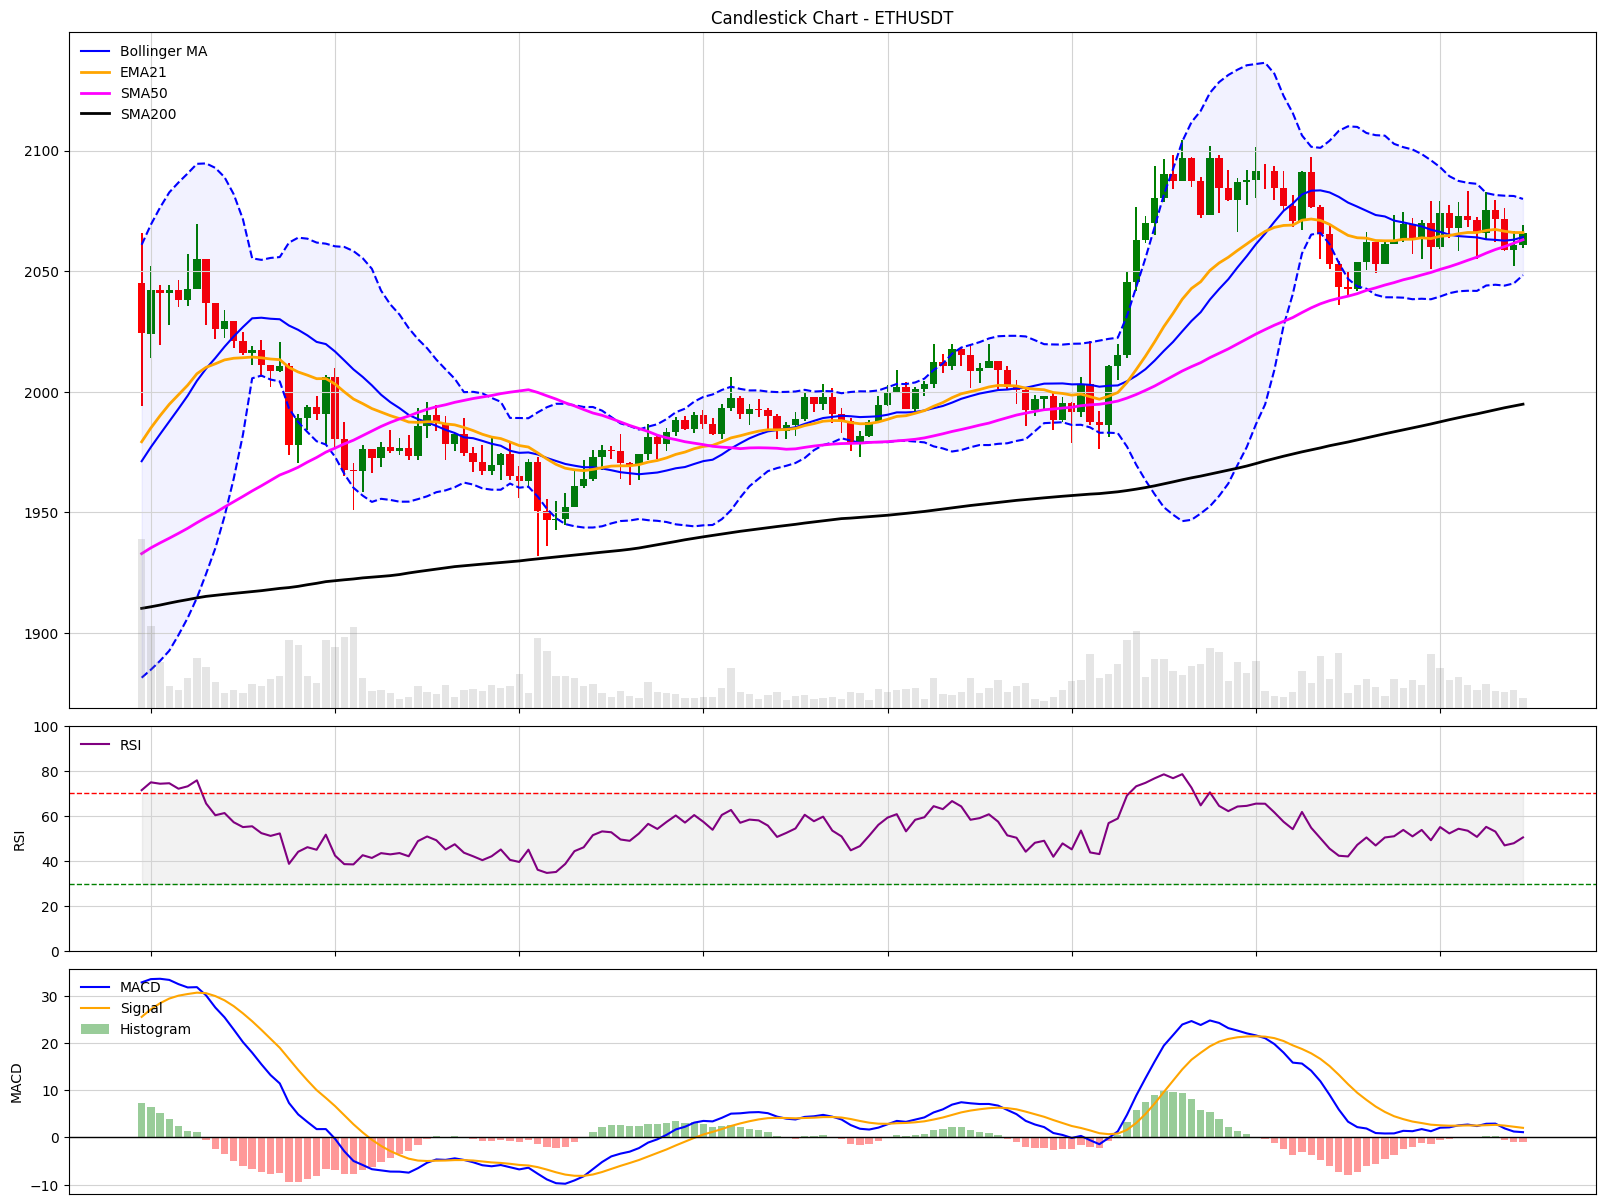 Candlestick Chart - ETHUSDT
Bollinger MA
EMA21
SMA50
SMA200
2100
2050
2000
1950
1900
RSI
100
80
60
40
20
0
RSI
MACD
Signal
Histogram
30
20
10
0
−10
MACD